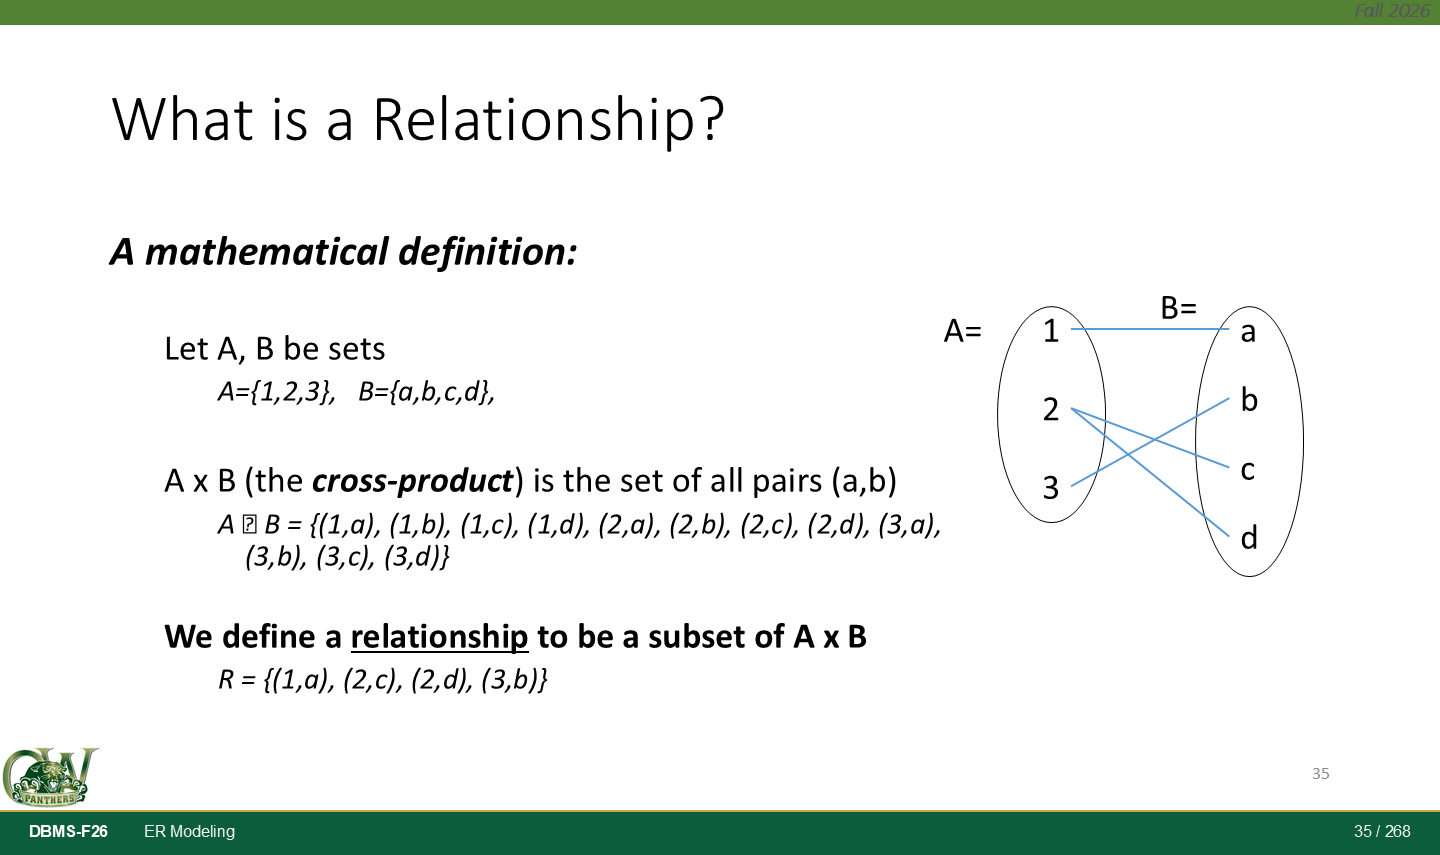 Fall 2026
What is a Relationship?
A mathematical definition:
Let A, B be sets
A={1,2,3}, B={a,b,c,d},
A x B (the cross-product) is the set of all pairs (a,b)
A � B = {(1,a), (1,b), (1,c), (1,d), (2,a), (2,b), (2,c), (2,d), (3,a),
(3,b), (3,c), (3,d)}
We define a relationship to be a subset of A x B
R = {(1,a), (2,c), (2,d), (3,b)}
A=
1
2
3
B=
a
b
c
d
35
OW
PANTHERS
DBMS-F26 ER Modeling 35 / 268